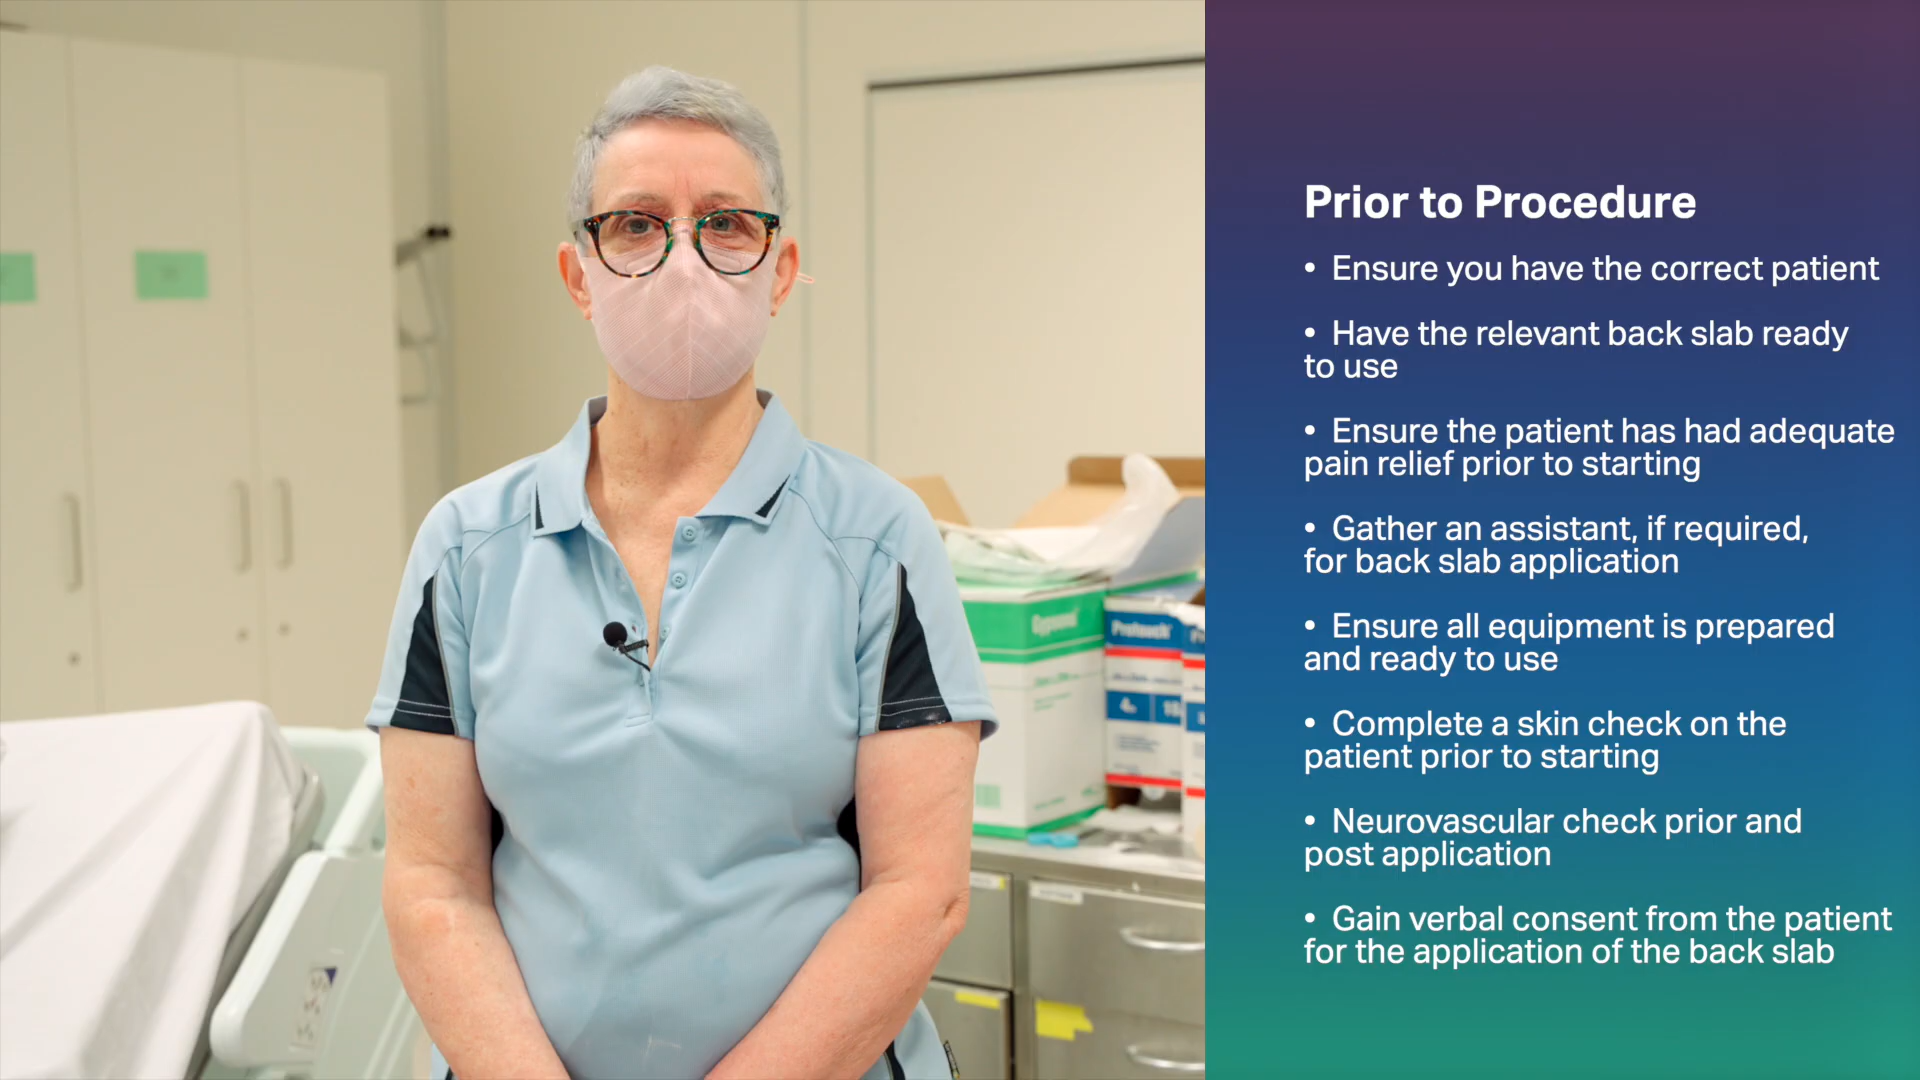 Prior to Procedure
• Ensure you have the correct patient
• Have the relevant back slab ready
to use
• Ensure the patient has had adequate
pain relief prior to starting
• Gather an assistant, if required,
for back slab application
• Ensure all equipment is prepared
and ready to use
• Complete a skin check on the
patient prior to starting
• Neurovascular check prior and
post application
• Gain verbal consent from the patient
for the application of the back slab
Gypsona
Protouch